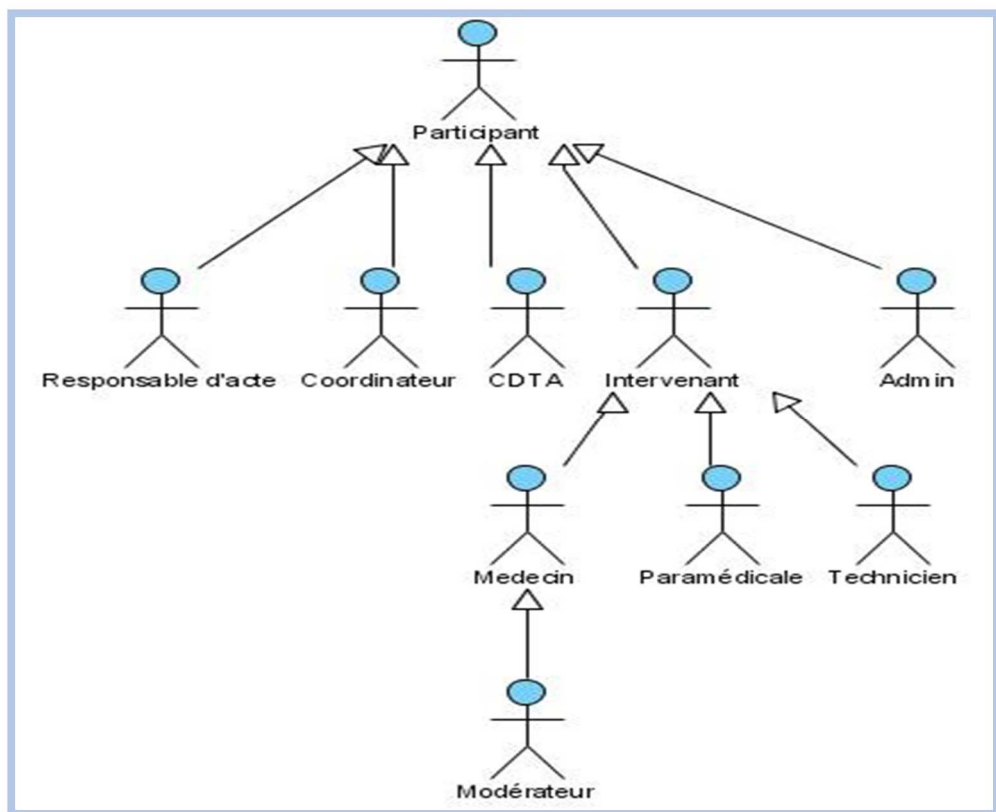 Participant
Responsable d'acte Coordinateur CDTA Intervenant Admin
Medecin Paramédicale Technicien
Modérateur